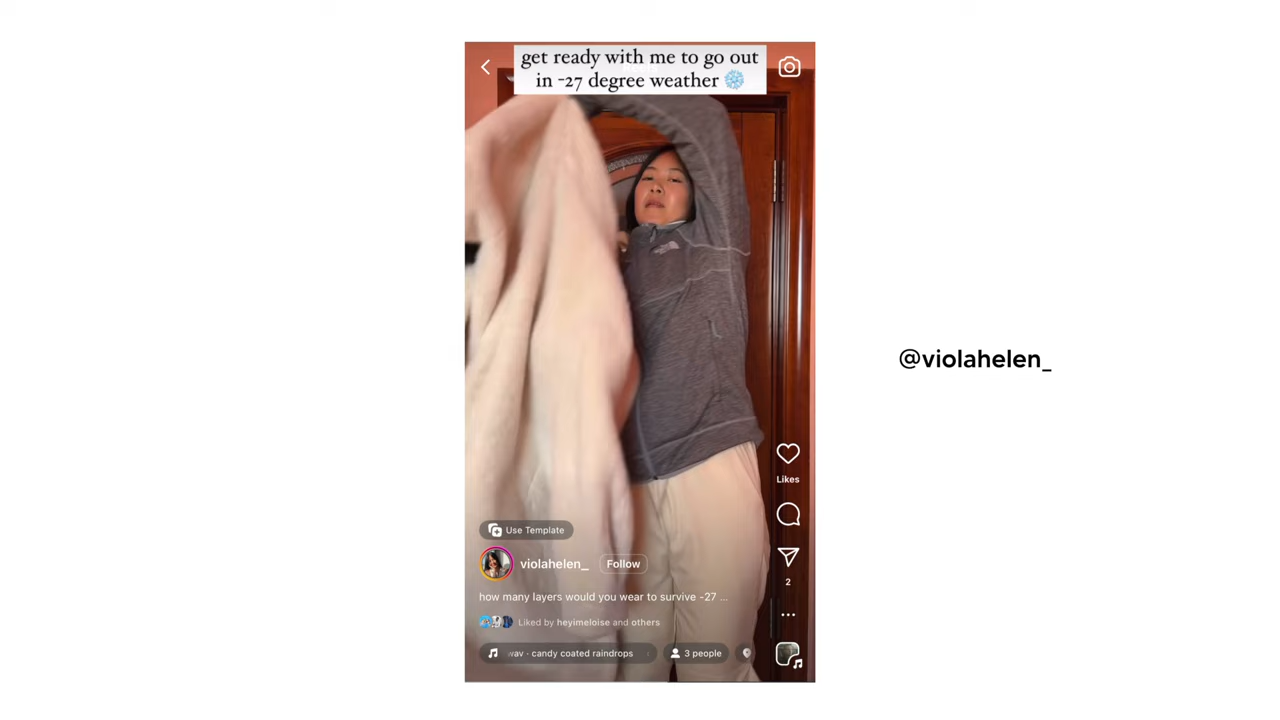 get ready with me to go out
in -27 degree weather
@violahelen_
Likes
Use Template
violahelen_
Follow
2
how many layers would you wear to survive -27 ...
Liked by heyimeloise and others
wav · candy coated raindrops
3 people